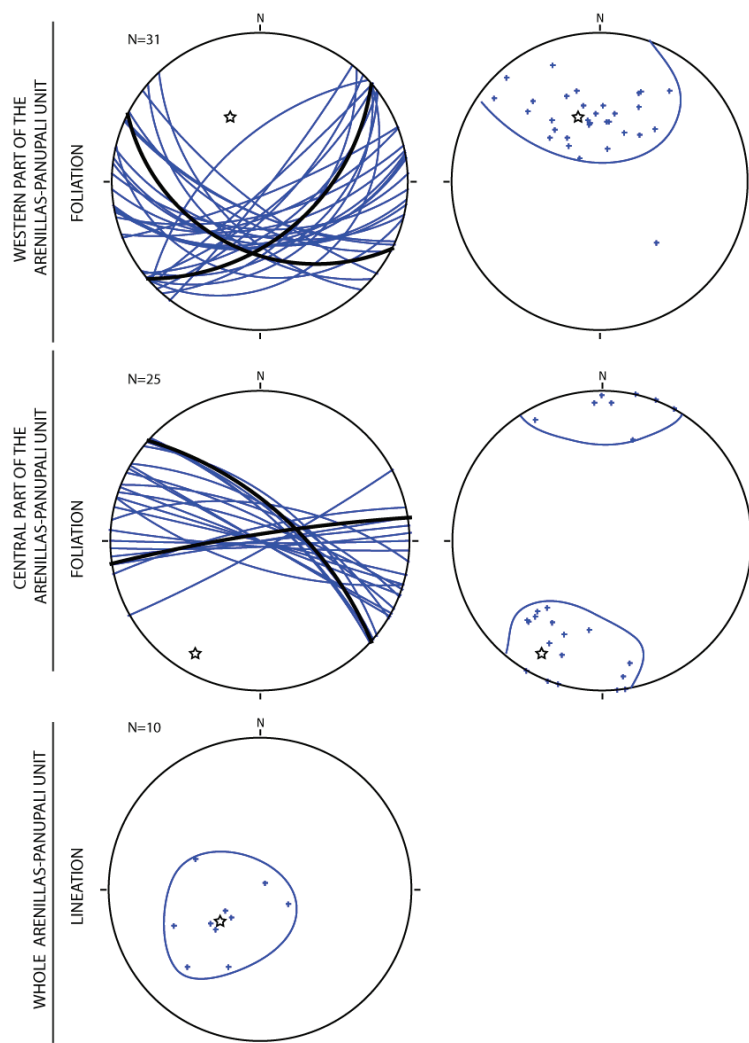 N
N
N=31
WESTERN PART OF THE
ARENILLAS-PANUPALI UNIT
FOLIATION
N
N
N=25
CENTRAL PART OF THE
ARENILLAS-PANUPALI UNIT
FOLIATION
N
N=10
WHOLE ARENILLAS-PANUPALI UNIT
LINEATION